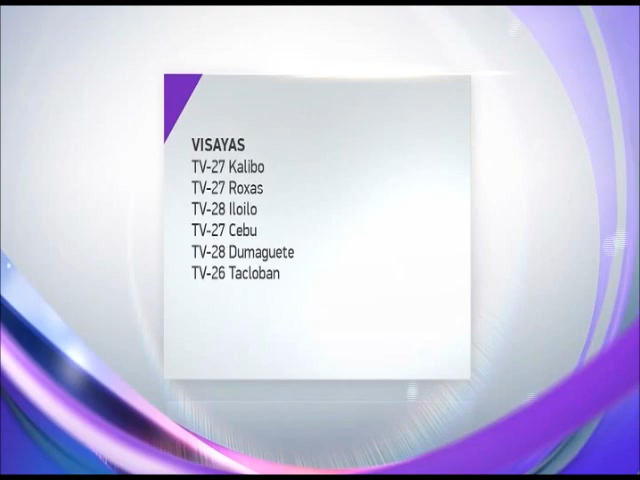 VISAYAS
TV-27 Kalibo
TV-27 Roxas
TV-28 Iloilo
TV-27 Cebu
TV-28 Dumaguete
TV-26 Tacloban